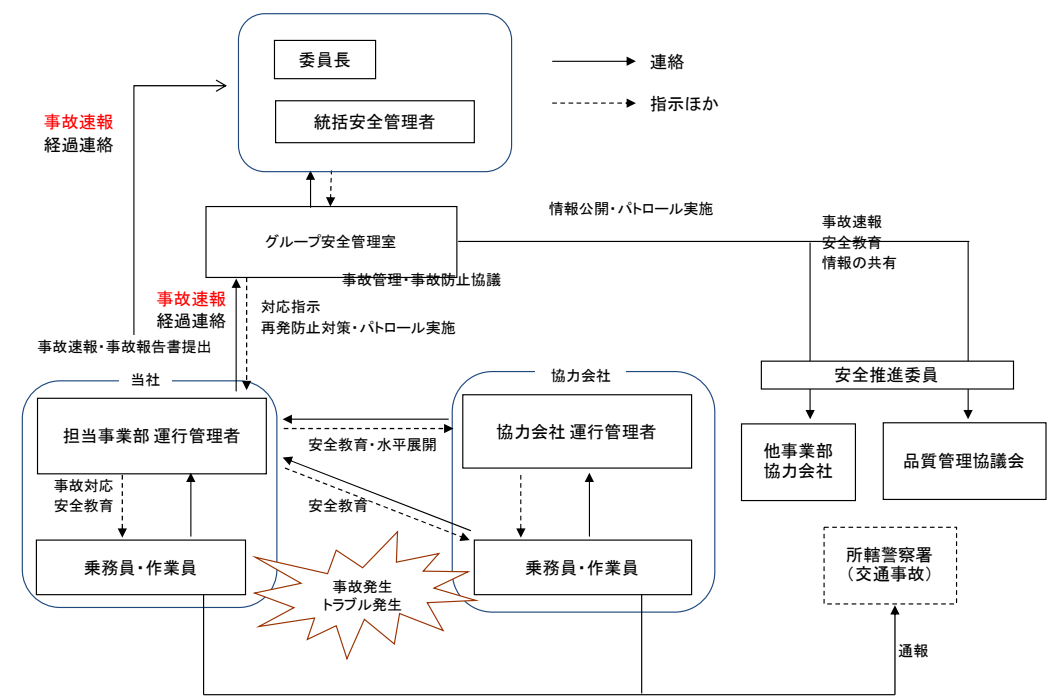 委員長
統括安全管理者
連絡
指示ほか
事故速報
経過連絡
グループ安全管理室
情報公開・パトロール実施
事故速報
安全教育
情報の共有
事故管理・事故防止協議
事故速報
経過連絡
対応指示
再発防止対策・パトロール実施
事故速報・事故報告書提出
当社
協力会社
安全推進委員
担当事業部 運行管理者
協力会社 運行管理者
安全教育・水平展開
他事業部
協力会社
品質管理協議会
事故対応
安全教育
安全教育
乗務員・作業員
事故発生
トラブル発生
乗務員・作業員
所轄警察署
（交通事故）
通報